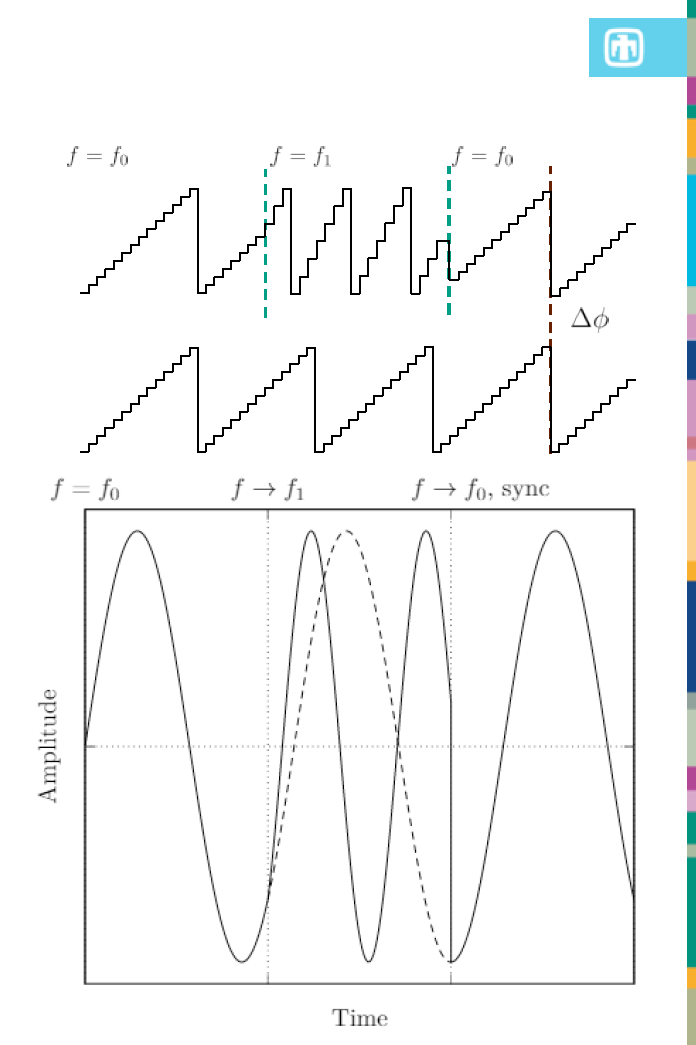 f = f₀ f = f₁ f = f₀
Δϕ
f = f₀ f → f₁ f → f₀, sync
Amplitude
Time